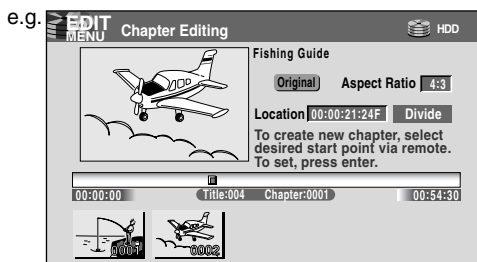 e.g.
EDIT
MENU
Chapter Editing
HDD
Fishing Guide
Original Aspect Ratio 4:3
Location 00:00:21:24F Divide
To create new chapter, select
desired start point via remote.
To set, press enter.
00:00:00 Title:004 Chapter:0001 00:54:30
0001 0002